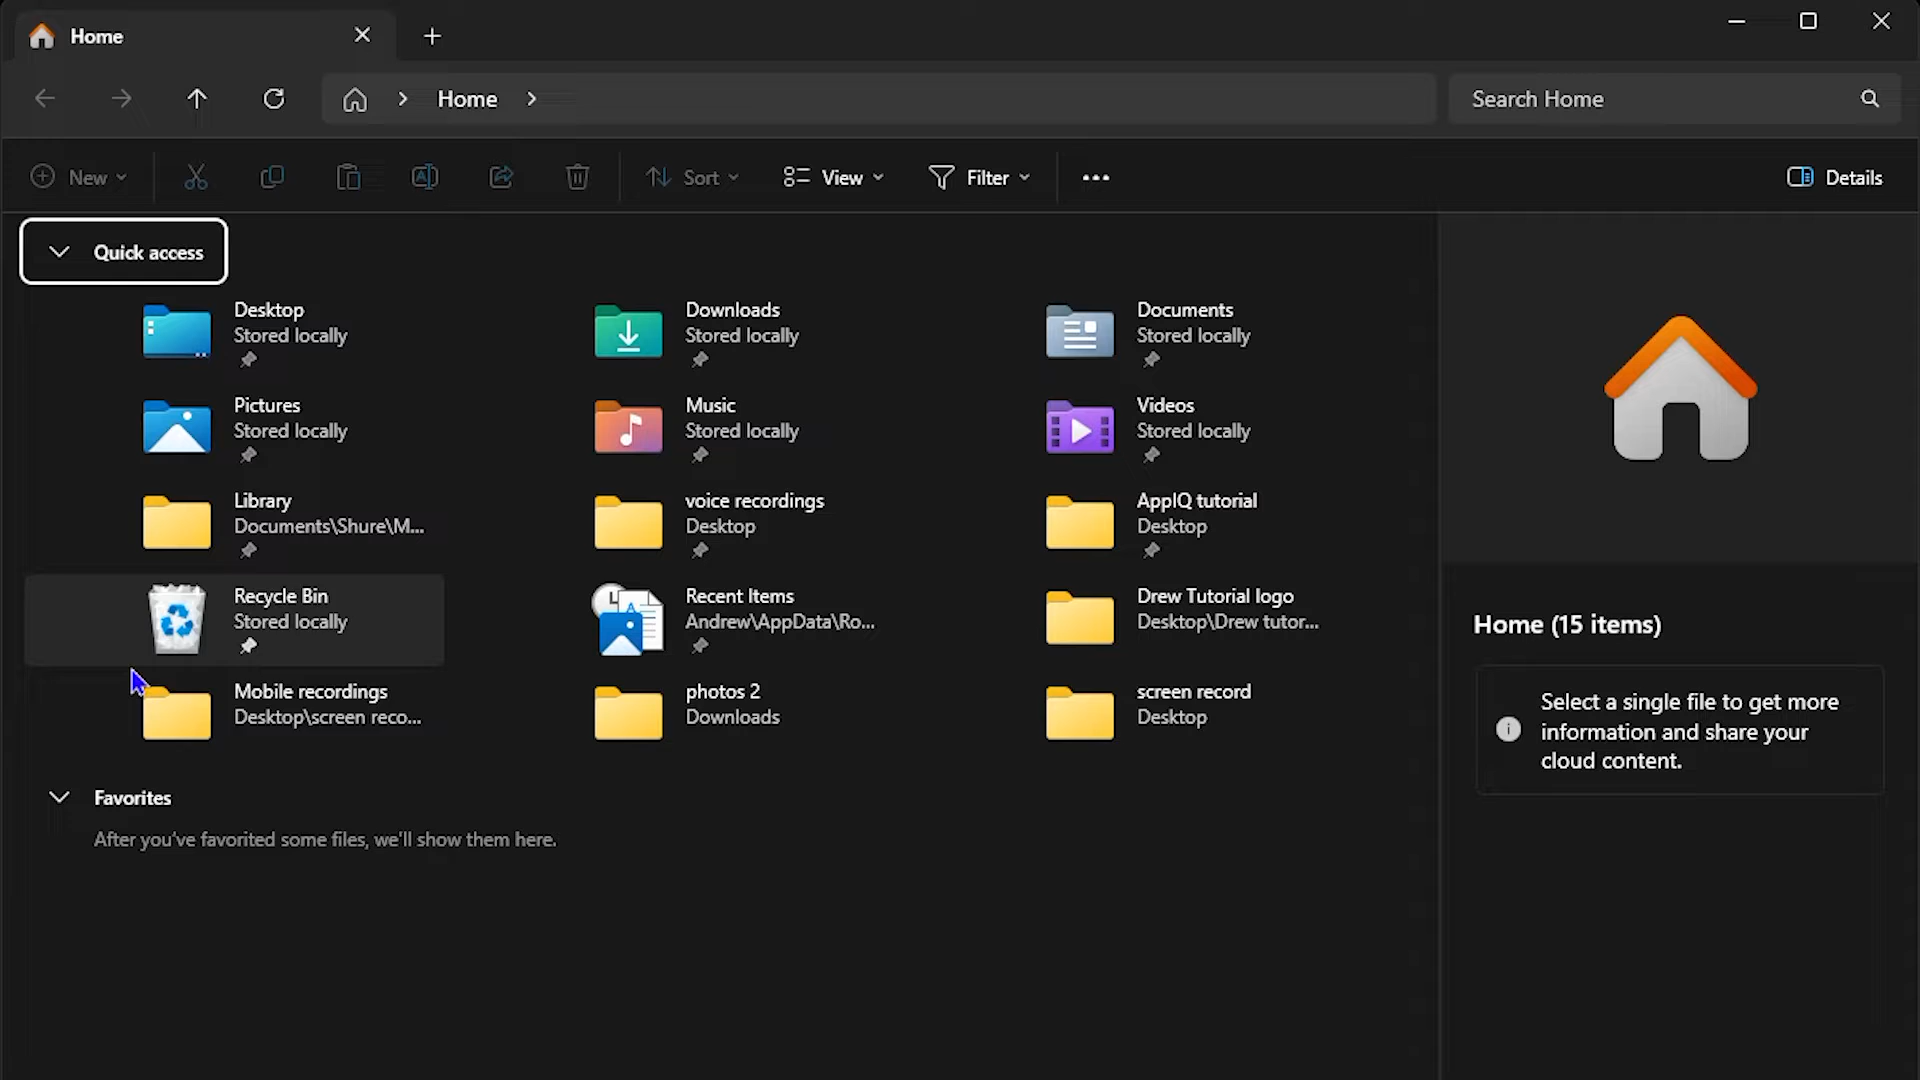 Home
Home
Search Home
New
Sort
View
Filter
Details
Quick access
Desktop
Stored locally
Downloads
Stored locally
Documents
Stored locally
Pictures
Stored locally
Music
Stored locally
Videos
Stored locally
Library
Documents\Shure\M...
voice recordings
Desktop
AppIQ tutorial
Desktop
Recycle Bin
Stored locally
Recent Items
Andrew\AppData\Ro...
Drew Tutorial logo
Desktop\Drew tutor...
Mobile recordings
Desktop\screen reco...
photos 2
Downloads
screen record
Desktop
Favorites
After you've favorited some files, we'll show them here.
Home (15 items)
Select a single file to get more
information and share your
cloud content.